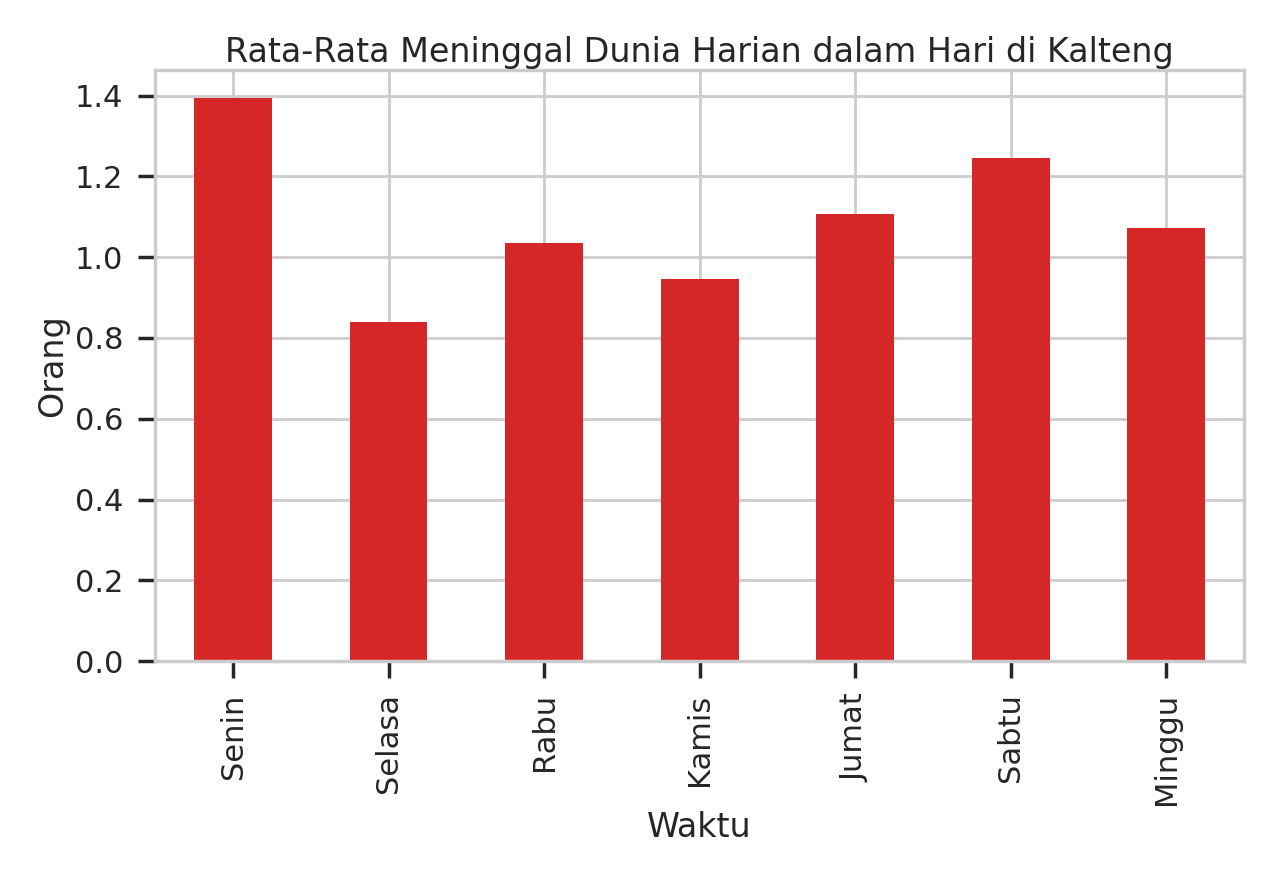 Rata-Rata Meninggal Dunia Harian dalam Hari di Kalteng
1.4
1.2
1.0
0.8
0.6
0.4
0.2
0.0
Orang
Senin
Selasa
Rabu
Kamis
Jumat
Sabtu
Minggu
Waktu